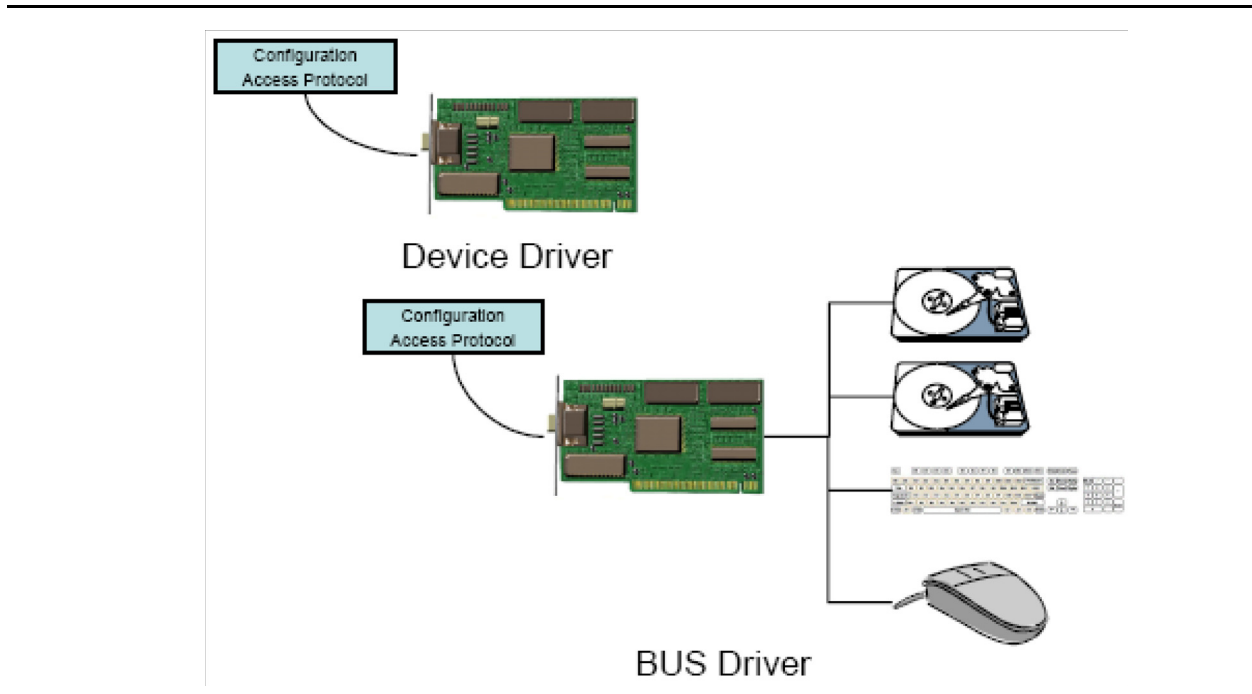 Configuration
Access Protocol
Device Driver
Configuration
Access Protocol
BUS Driver